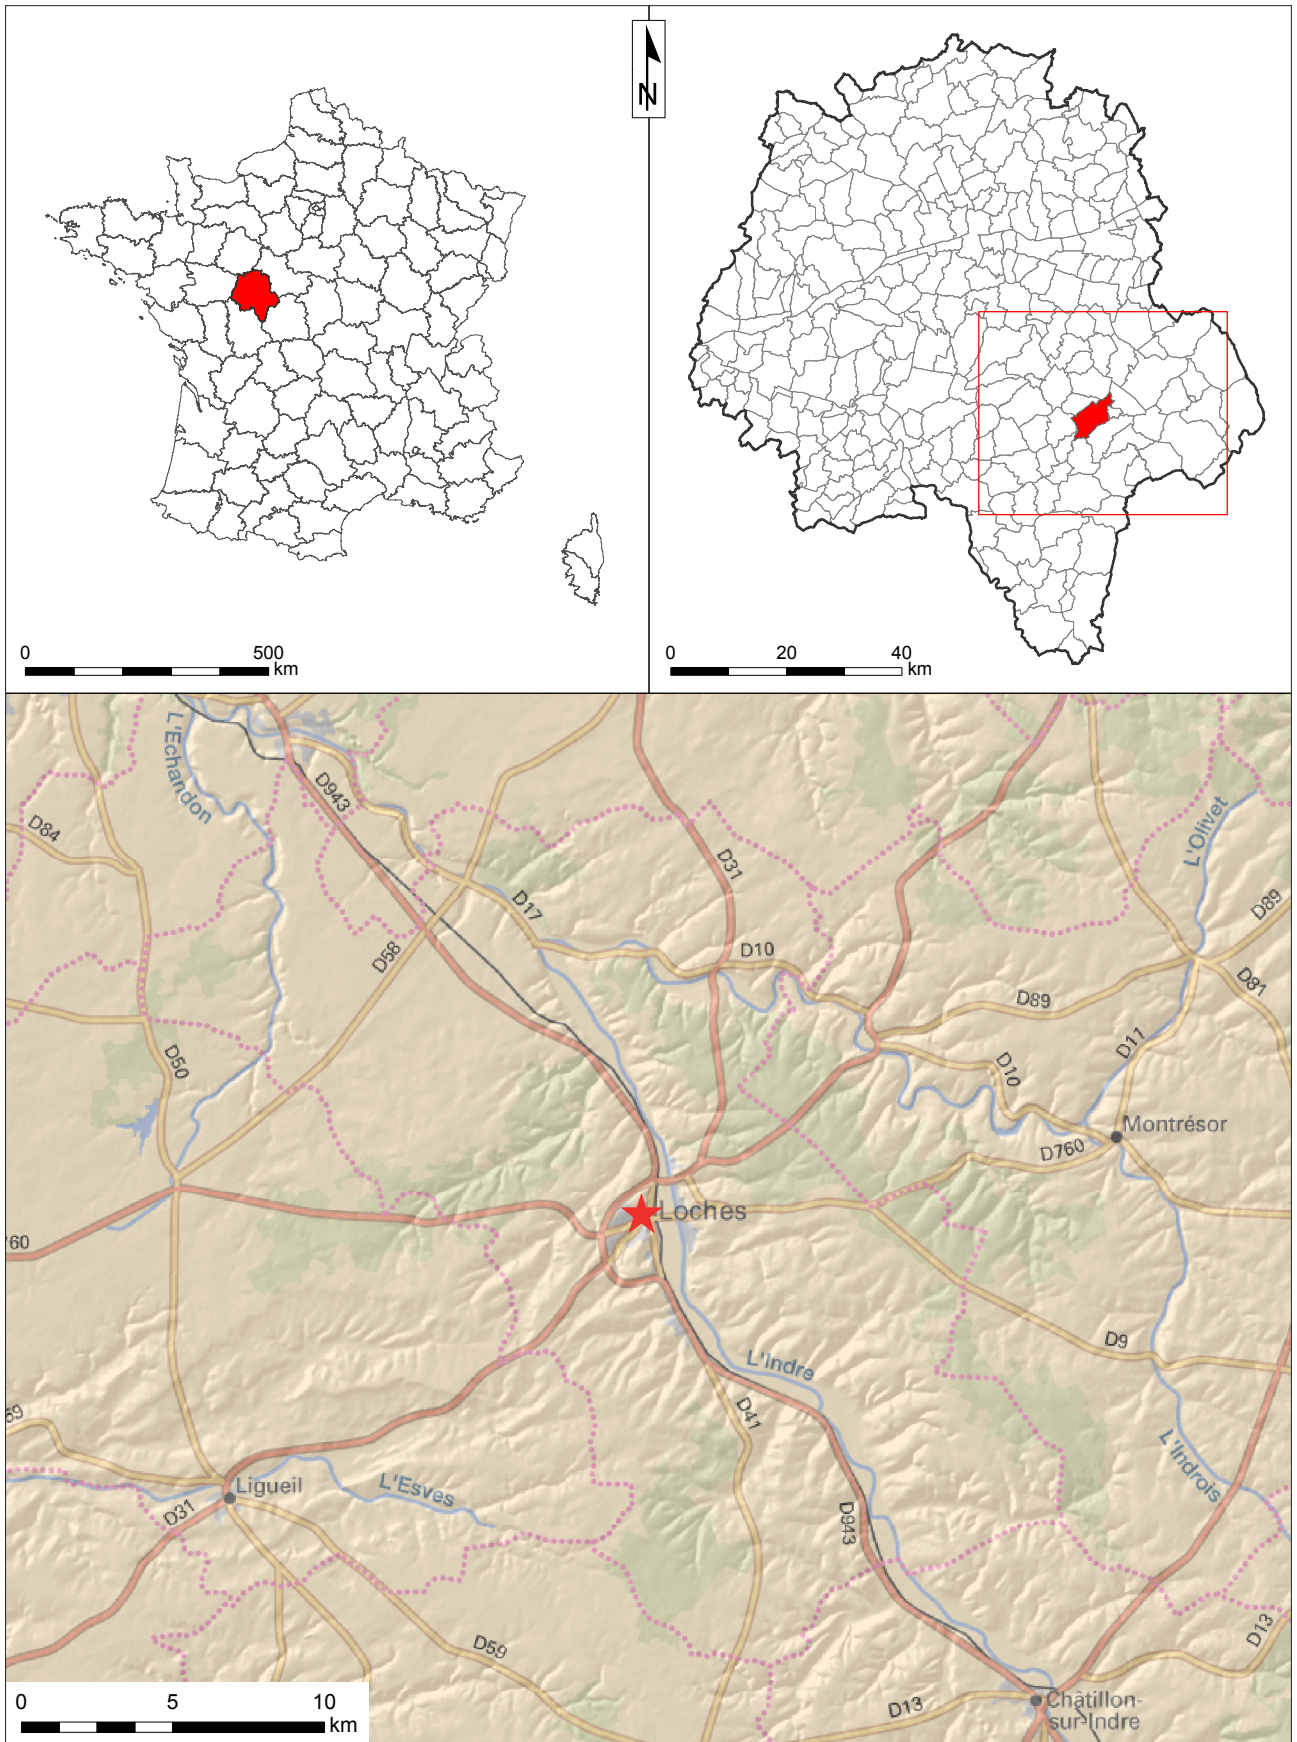 N
0 500 km
0 20 40 km
L'Echandon
D943
D84
D31
L'Olivet
D89
D17
D58
D10
D81
D89
D11
D50
D10
Montrésor
D760
Loches
'60
D9
L'Indre
D41
59
L'Indrois
Ligueil
L'Esves
D31
D943
D59
D13
D13
Châtillon-
sur-Indre
0 5 10 km